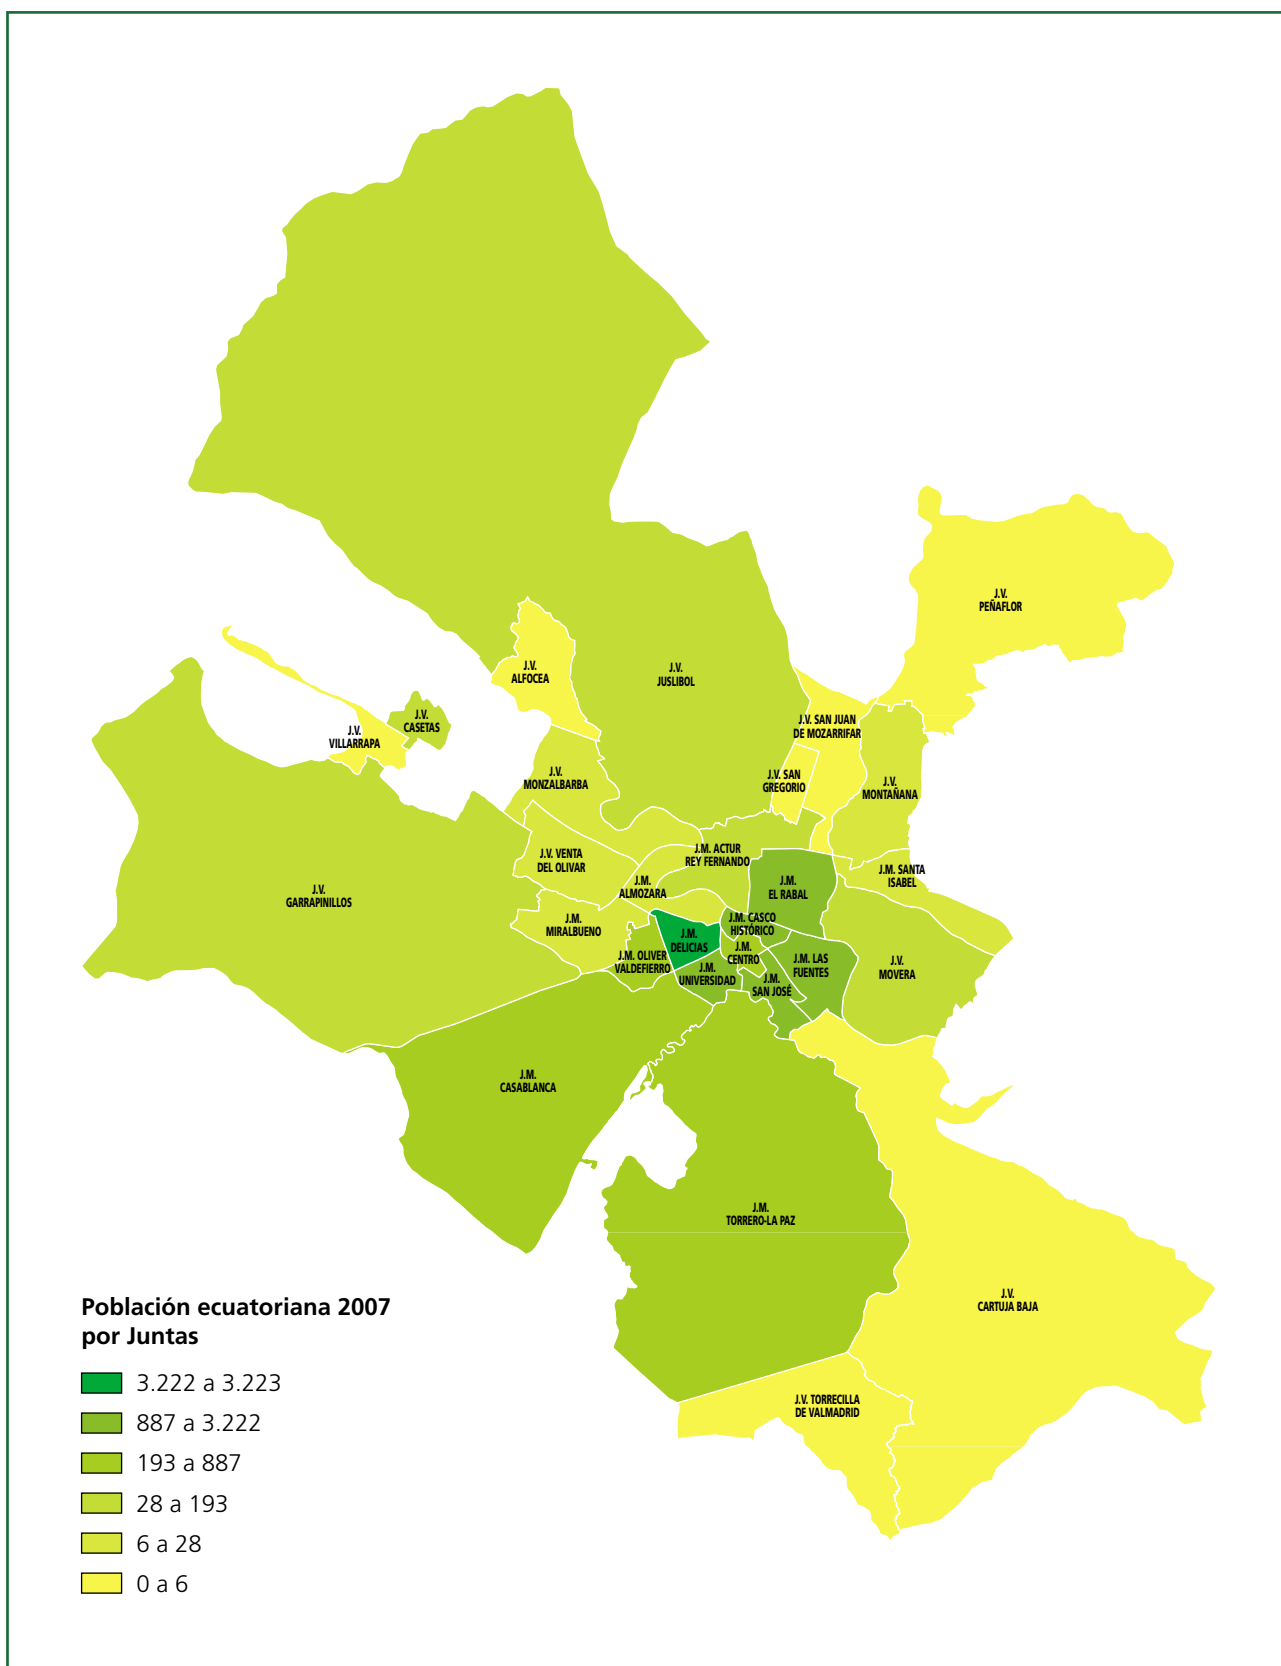 J.V.
PEÑAFLOR
J.V.
ALFOCEA
J.V.
JUSLIBOL
J.V.
CASETAS
J.V.
VILLARRAPA
J.V. SAN JUAN
DE MOZARRIFAR
J.V.
MONZALBARBA
J.V. SAN
GREGORIO
J.V.
MONTAÑANA
J.V. VENTA
DEL OLIVAR
J.M. ACTUR
REY FERNANDO
J.M. SANTA
ISABEL
J.M.
ALMOZARA
J.M.
EL RABAL
J.V.
GARRAPINILLOS
J.M.
MIRALBUENO
J.M. CASCO
HISTÓRICO
J.M.
DELICIAS
J.M.
CENTRO
J.M. OLIVER
VALDEFIERRO
J.M.
UNIVERSIDAD
J.M. LAS
FUENTES
J.V.
MOVERA
J.M.
SAN JOSÉ
J.M.
CASABLANCA
J.M.
TORRERO-LA PAZ
J.V.
CARTUJA BAJA
J.V. TORRECILLA
DE VALMADRID
Población ecuatoriana 2007
por Juntas
3.222 a 3.223
887 a 3.222
193 a 887
28 a 193
6 a 28
0 a 6